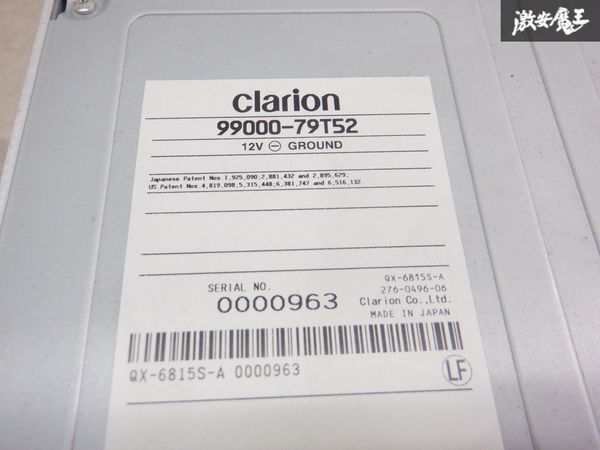 激安魔王
clarion
99000-79T52
12V ⊖ GROUND
Japanese Patent Nos.1,925,090;2,881,432 and 2,895,629;
US Patent Nos.4,819,098;5,315,448;6,381,747 and 6,516,132
SERIAL NO.
0000963
QX-6815S-A
276-0496-06
Clarion Co.,Ltd.
MADE IN JAPAN
QX-6815S-A 0000963
LF